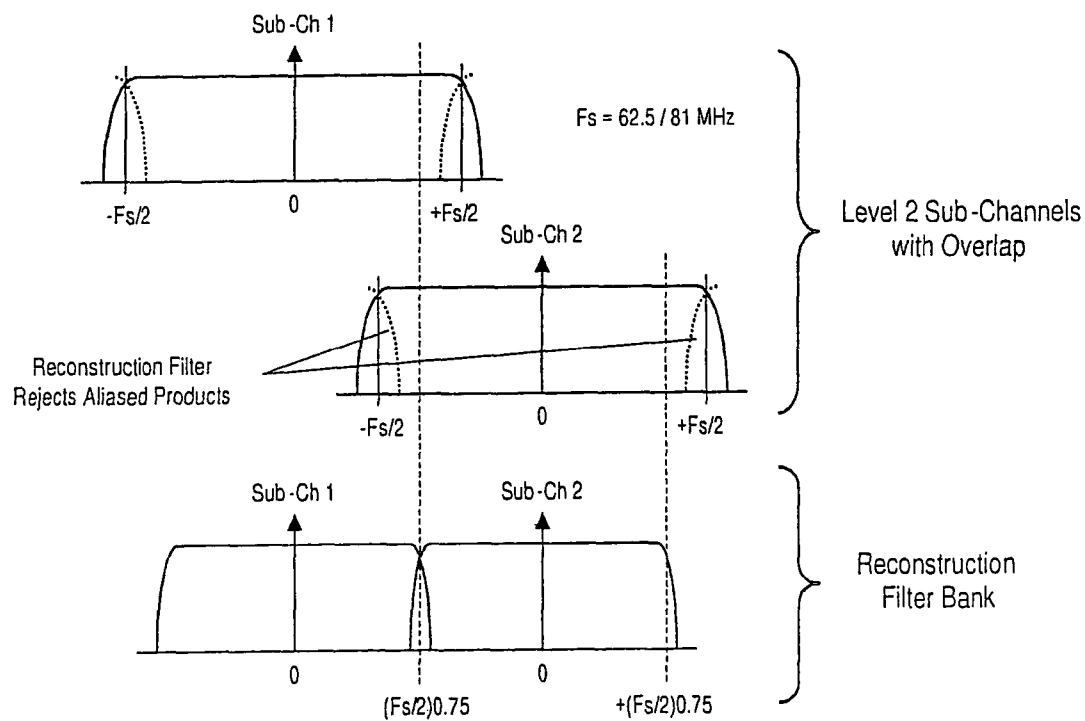 Sub-Ch 1
Fs = 62.5 / 81 MHz
-Fs/2
0
+Fs/2
Level 2 Sub-Channels
with Overlap
Sub-Ch 2
Reconstruction Filter
Rejects Aliased Products
-Fs/2
0
+Fs/2
Sub-Ch 1
Sub-Ch 2
Reconstruction
Filter Bank
0
0
(Fs/2)0.75
+(Fs/2)0.75